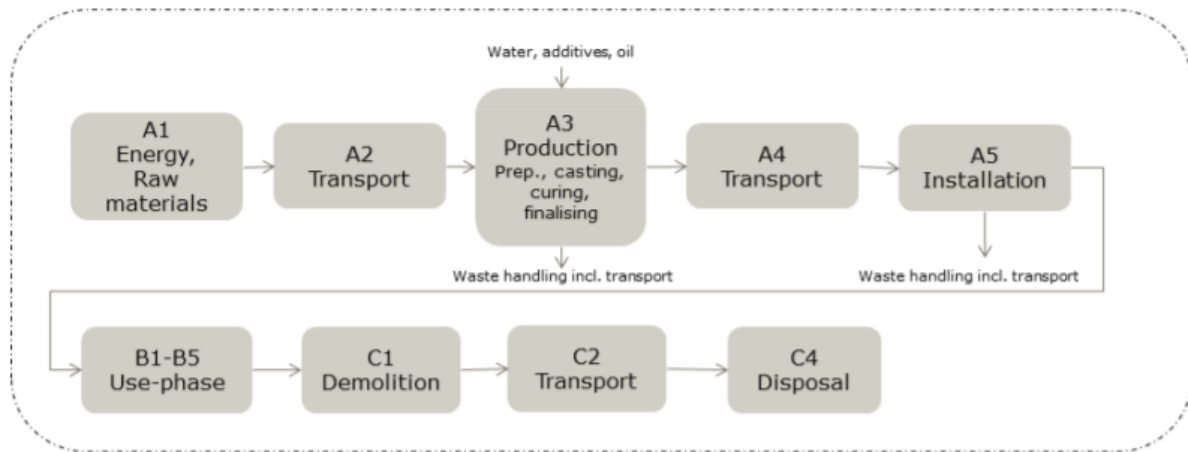 Water, additives, oil
A1
Energy,
Raw
materials
A2
Transport
A3
Production
Prep., casting,
curing,
finalising
A4
Transport
A5
Installation
Waste handling incl. transport
Waste handling incl. transport
B1-B5
Use-phase
C1
Demolition
C2
Transport
C4
Disposal